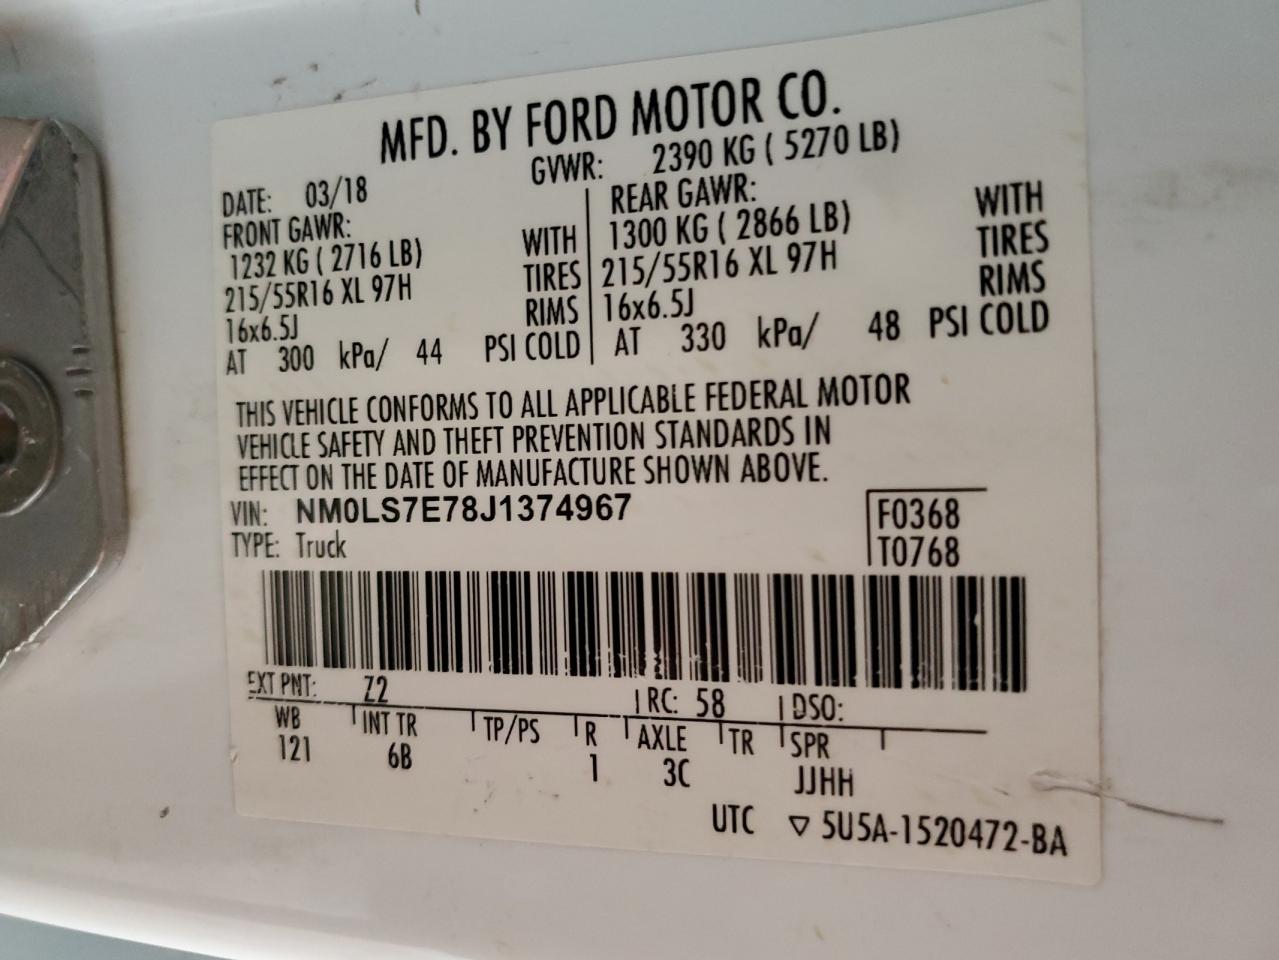 MFD. BY FORD MOTOR CO.
DATE: 03/18 GVWR: 2390 KG ( 5270 LB)
FRONT GAWR: REAR GAWR:
1232 KG ( 2716 LB) WITH 1300 KG ( 2866 LB) WITH
215/55R16 XL 97H TIRES 215/55R16 XL 97H TIRES
16x6.5J RIMS 16x6.5J RIMS
AT 300 kPa/ 44 PSI COLD AT 330 kPa/ 48 PSI COLD
THIS VEHICLE CONFORMS TO ALL APPLICABLE FEDERAL MOTOR
VEHICLE SAFETY AND THEFT PREVENTION STANDARDS IN
EFFECT ON THE DATE OF MANUFACTURE SHOWN ABOVE.
VIN: NM0LS7E78J1374967 F0368
TYPE: Truck T0768
EXT PNT: Z2 RC: 58 DSO:
WB INT TR TP/PS R AXLE TR SPR
121 6B 1 3C JJHH
UTC ▽ 5U5A-1520472-BA